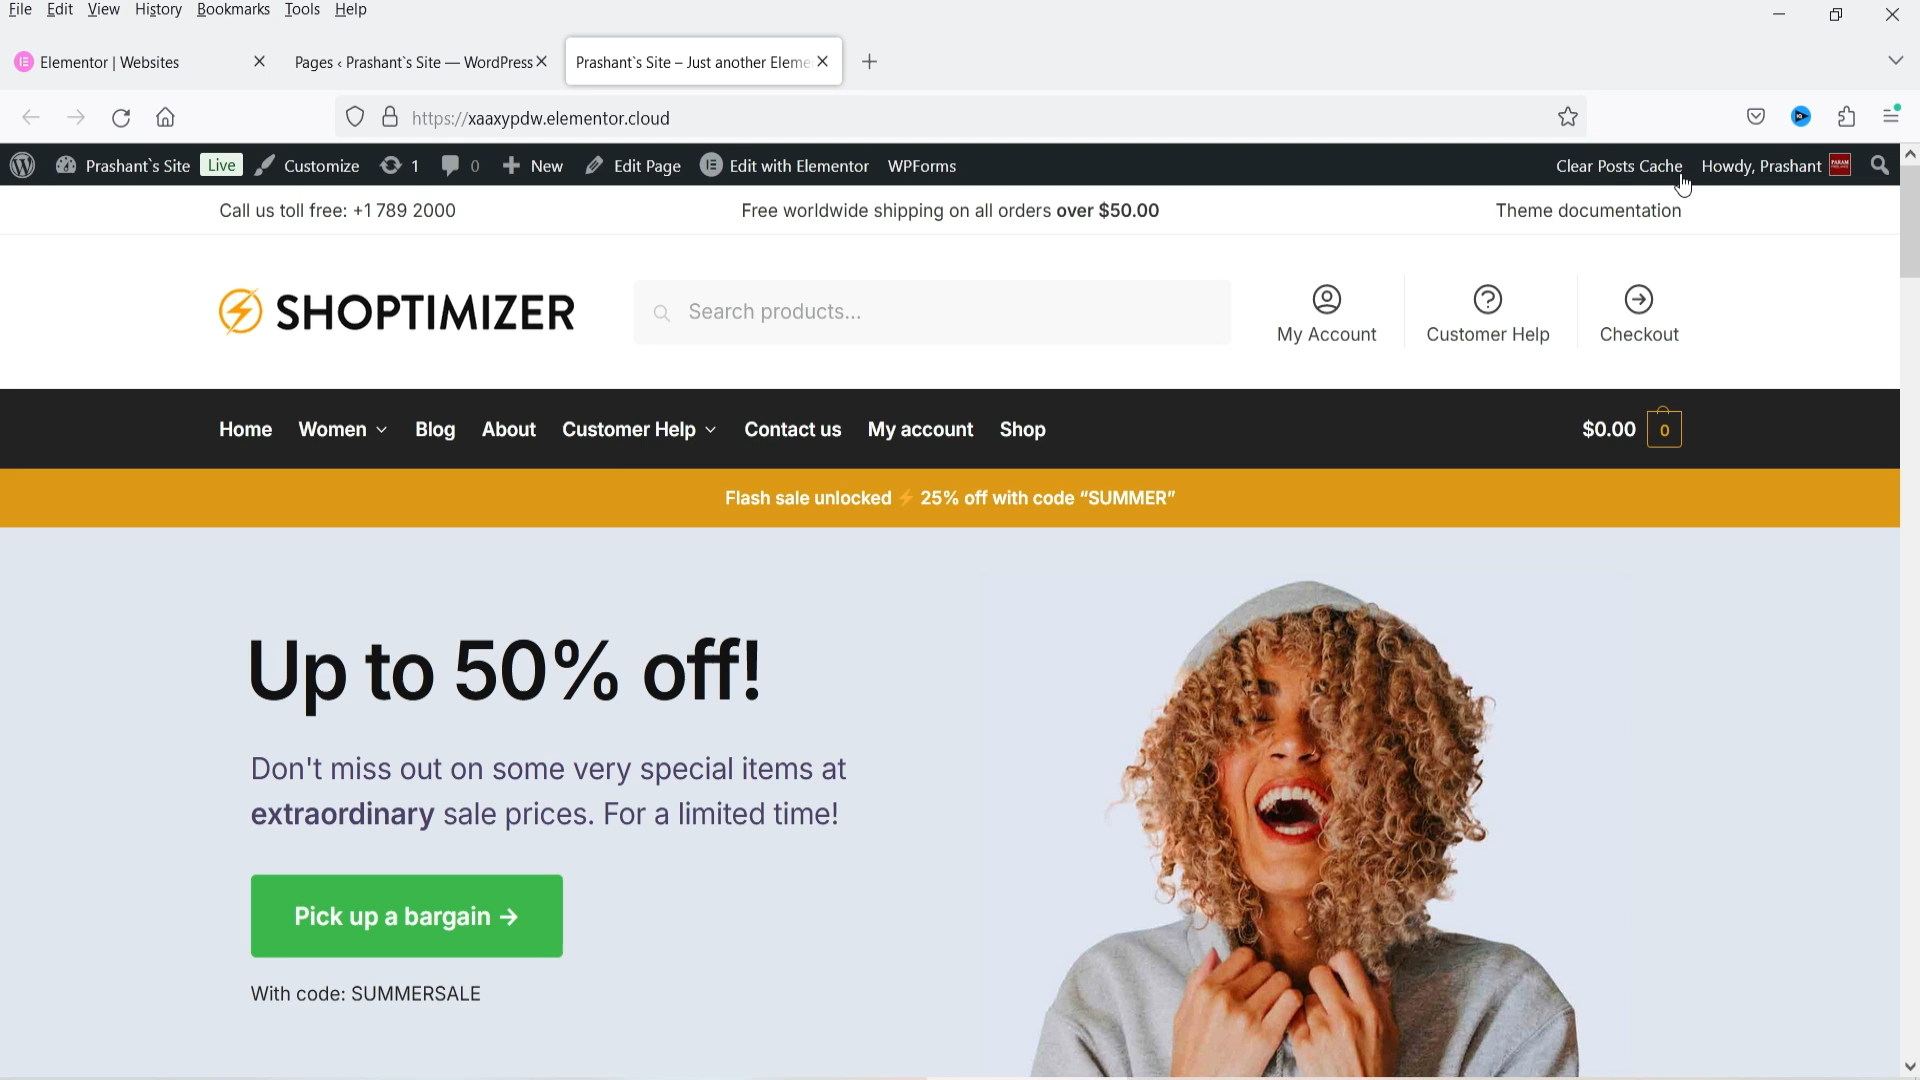 File Edit View History Bookmarks Tools Help
Elementor | Websites
Pages ‹ Prashant`s Site — WordPress
Prashant`s Site – Just another Eleme
https://xaaxypdw.elementor.cloud
Prashant`s Site Live Customize 1 0 New Edit Page Edit with Elementor WPForms Clear Posts Cache Howdy, Prashant
Call us toll free: +1 789 2000 Free worldwide shipping on all orders over $50.00 Theme documentation
SHOPTIMIZER Search products...
My Account Customer Help Checkout
Home Women Blog About Customer Help Contact us My account Shop $0.00 0
Flash sale unlocked ⚡ 25% off with code “SUMMER”
Up to 50% off!
Don't miss out on some very special items at
extraordinary sale prices. For a limited time!
Pick up a bargain →
With code: SUMMERSALE